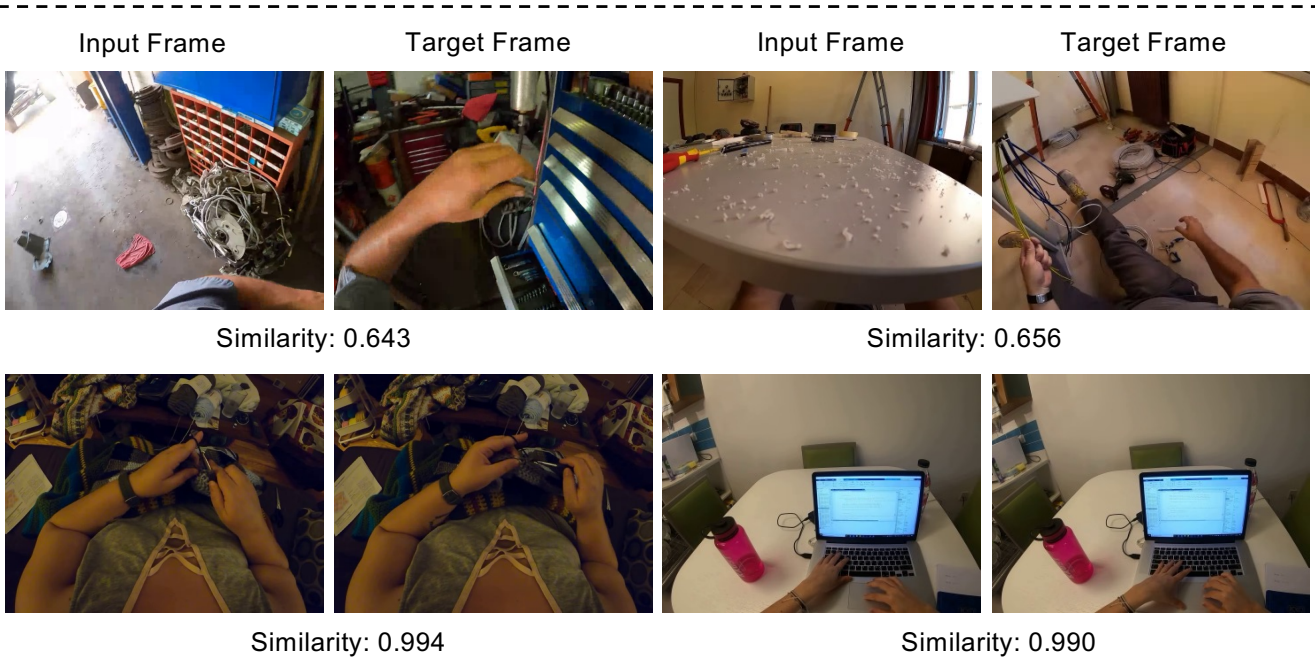 Input Frame Target Frame Input Frame Target Frame
Similarity: 0.643 Similarity: 0.656
Similarity: 0.994 Similarity: 0.990